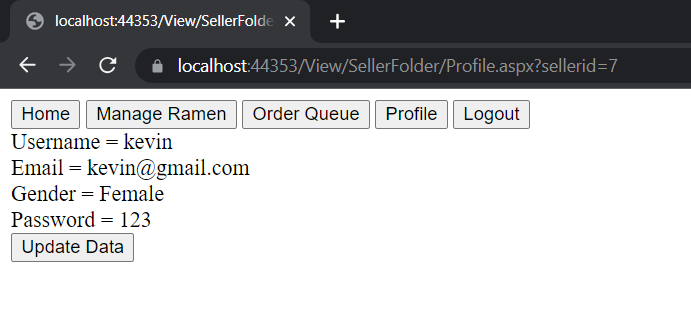 localhost:44353/View/SellerFolde
localhost:44353/View/SellerFolder/Profile.aspx?sellerid=7
Home Manage Ramen Order Queue Profile Logout
Username = kevin
Email = kevin@gmail.com
Gender = Female
Password = 123
Update Data